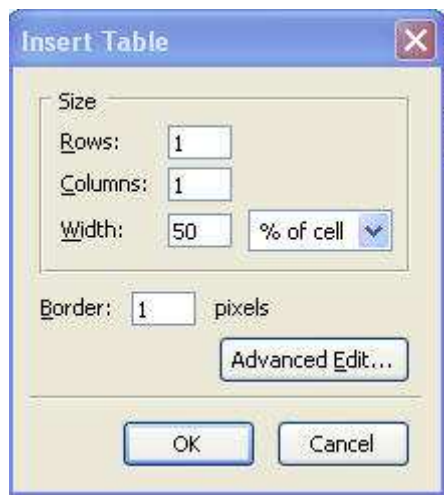 Insert Table
Size
Rows: 1
Columns: 1
Width: 50 % of cell
Border: 1 pixels
Advanced Edit...
OK Cancel